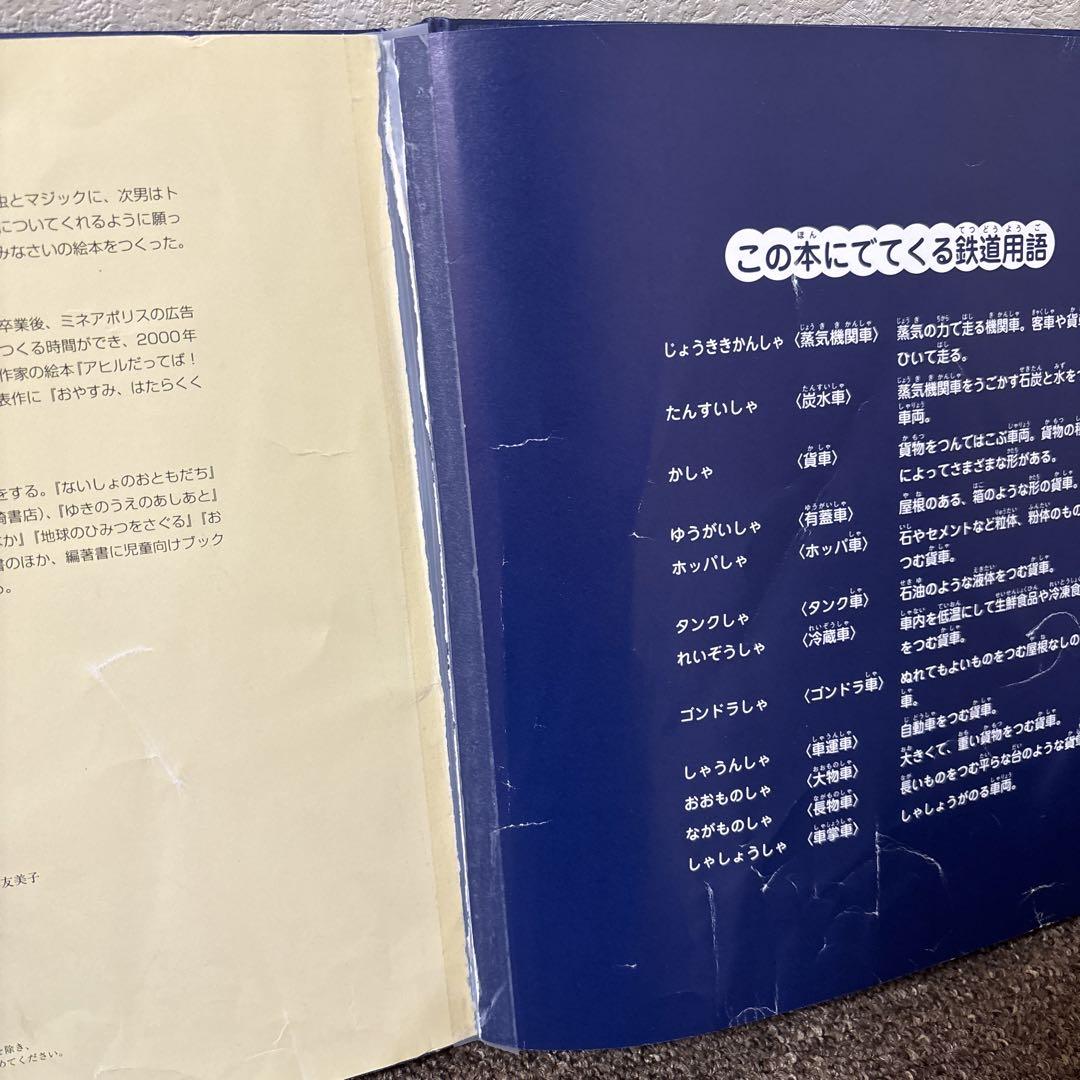 虫とマジックに、次男はト
についてくれるように願っ
みなさいの絵本をつくった。
卒業後、ミネアポリスの広告
つくる時間ができ、2000年
作家の絵本『アヒルだってば！
表作に『おやすみ、はたらくく
をする。『ないしょのおともだち』
崎書店)、『ゆきのうえのあしあと』
か』『地球のひみつをさぐる』『お
書のほか、編著書に児童向けブック
友美子
を除き、
めてください。
この本にでてくる鉄道用語
じょうききかんしゃ 〈蒸気機関車〉 蒸気の力で走る機関車。客車や貨車
ひいて走る。
たんすいしゃ 〈炭水車〉 蒸気機関車をうごかす石炭と水をつ
車両。
かしゃ 〈貨車〉 貨物をつんではこぶ車両。貨物の種
によってさまざまな形がある。
ゆうがいしゃ 〈有蓋車〉 屋根のある、箱のような形の貨車。
ホッパしゃ 〈ホッパ車〉 石やセメントなど粒体、粉体のもの
つむ貨車。
タンクしゃ 〈タンク車〉 石油のような液体をつむ貨車。
れいぞうしゃ 〈冷蔵車〉 車内を低温にして生鮮食品や冷凍食
をつむ貨車。
ゴンドラしゃ 〈ゴンドラ車〉 ぬれてもよいものをつむ屋根なしの
車。
しゃうんしゃ 〈車運車〉 自動車をつむ貨車。
おおものしゃ 〈大物車〉 大きくて、重い貨物をつむ貨車。
ながものしゃ 〈長物車〉 長いものをつむ平らな台のような貨車
しゃしょうしゃ 〈車掌車〉 しゃしょうがのる車両。